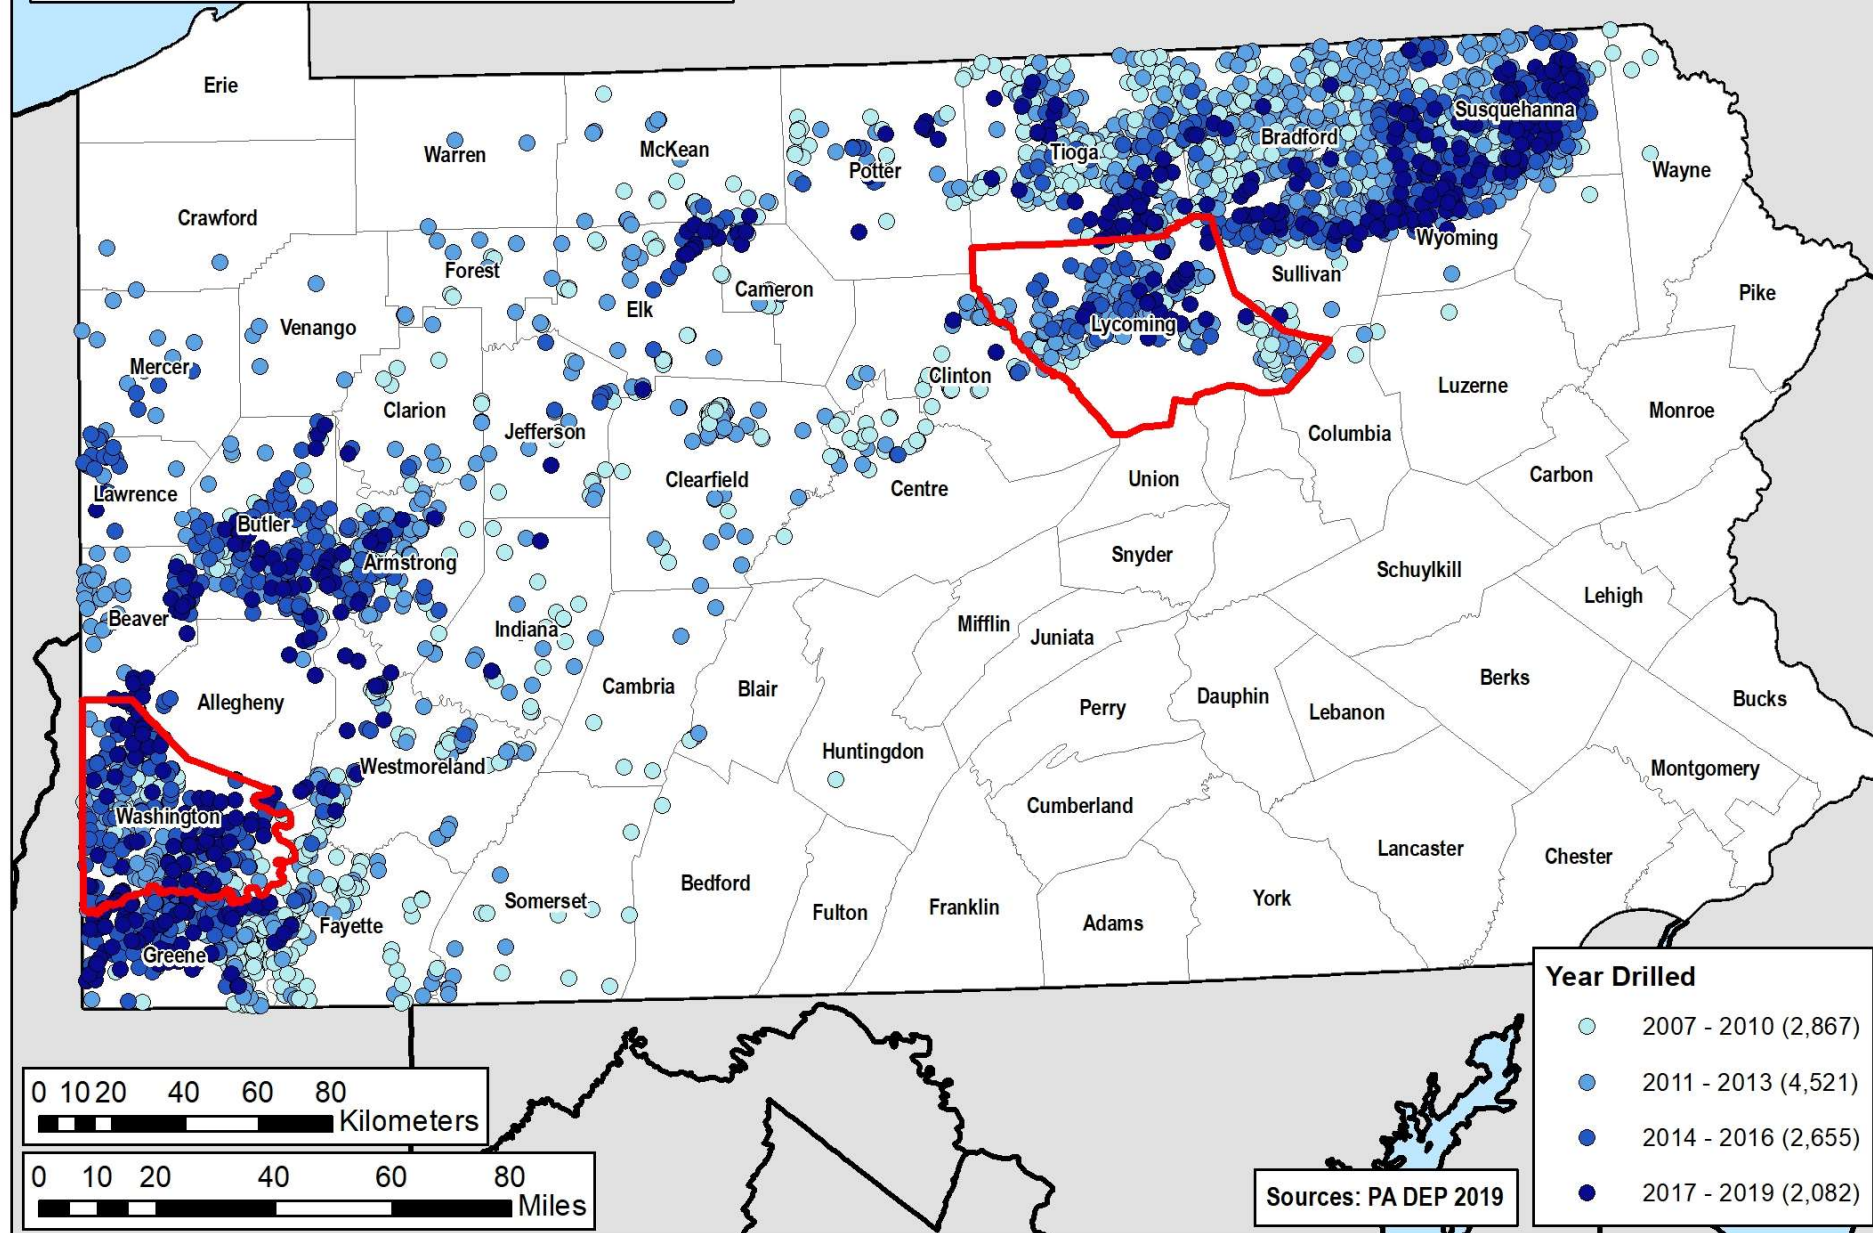 Erie
Warren
McKean
Potter
Tioga
Bradford
Susquehanna
Wayne
Crawford
Forest
Elk
Cameron
Sullivan
Wyoming
Pike
Venango
Mercer
Clarion
Jefferson
Clinton
Lycoming
Luzerne
Monroe
Columbia
Lawrence
Clearfield
Centre
Union
Carbon
Butler
Armstrong
Snyder
Schuylkill
Lehigh
Beaver
Indiana
Mifflin
Juniata
Allegheny
Cambria
Blair
Perry
Dauphin
Lebanon
Berks
Bucks
Westmoreland
Huntingdon
Montgomery
Washington
Cumberland
Lancaster
Chester
Fayette
Somerset
Bedford
Fulton
Franklin
Adams
York
Greene
Year Drilled
2007 - 2010 (2,867)
2011 - 2013 (4,521)
2014 - 2016 (2,655)
2017 - 2019 (2,082)
0 10 20 40 60 80
Kilometers
0 10 20 40 60 80
Miles
Sources: PA DEP 2019